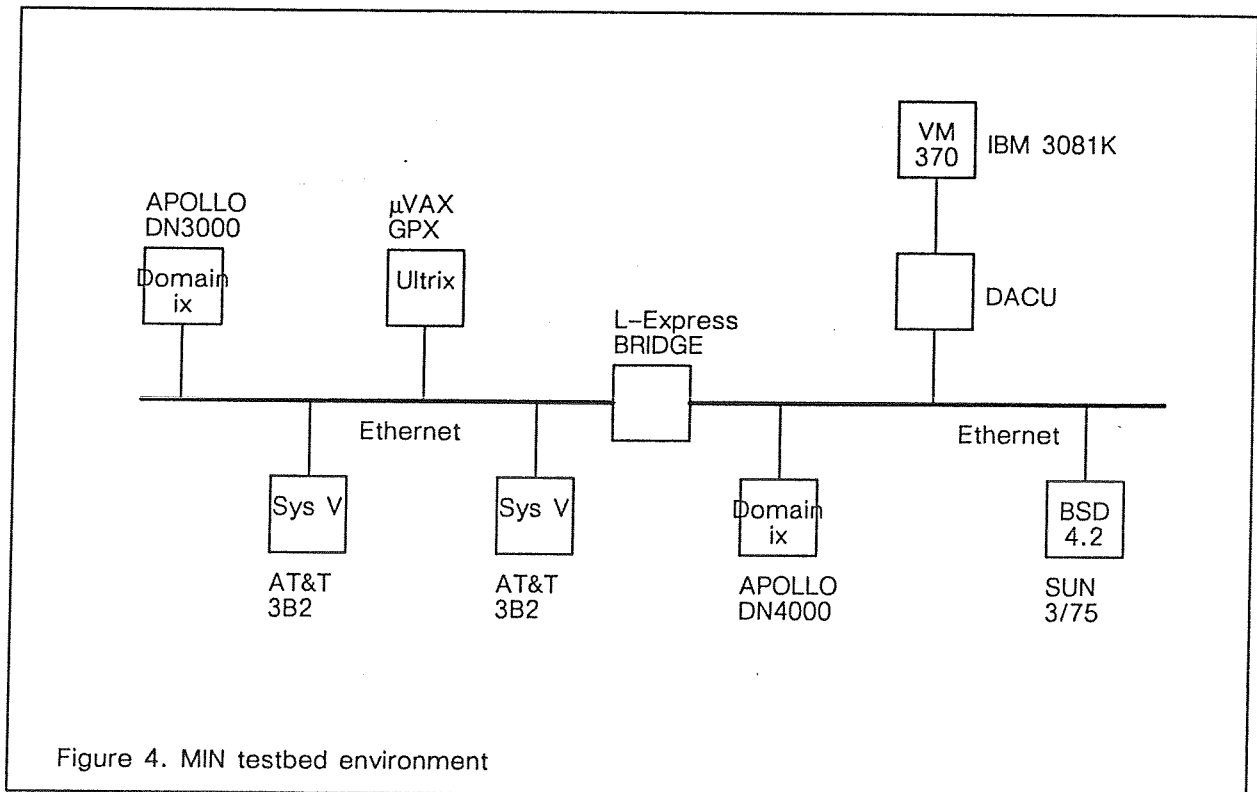 VM
370
IBM 3081K
APOLLO
DN3000
μVAX
GPX
Domain
ix
Ultrix
DACU
L-Express
BRIDGE
Ethernet
Ethernet
Sys V
Sys V
Domain
ix
BSD
4.2
AT&T
3B2
AT&T
3B2
APOLLO
DN4000
SUN
3/75
Figure 4. MIN testbed environment